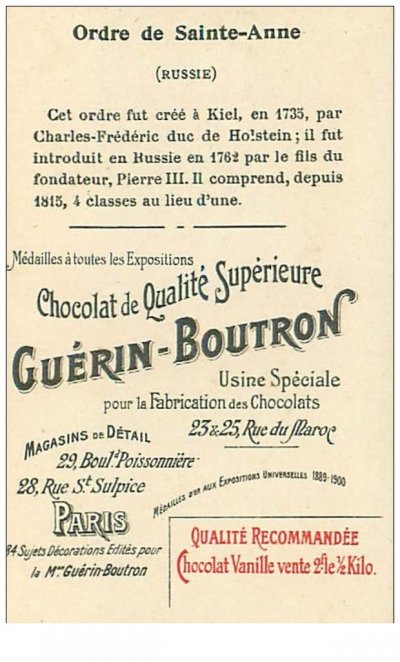 Ordre de Sainte-Anne
(RUSSIE)
Cet ordre fut créé à Kiel, en 1735, par
Charles-Frédéric duc de Holstein; il fut
introduit en Russie en 1762 par le fils du
fondateur, Pierre III. Il comprend, depuis
1815, 4 classes au lieu d'une.
Médailles à toutes les Expositions
Chocolat de Qualité Supérieure
GUÉRIN-BOUTRON
Usine Spéciale
pour la Fabrication des Chocolats
23 & 25, Rue du Maroc
MAGASINS DE DÉTAIL
29, Boul.d Poissonnière
28, Rue St Sulpice
PARIS
MÉDAILLES D'OR AUX EXPOSITIONS UNIVERSELLES 1889-1900
84 Sujets Décorations Edités pour
la Mon Guérin-Boutron
QUALITÉ RECOMMANDÉE
Chocolat Vanille vente 2f le ½ Kilo.